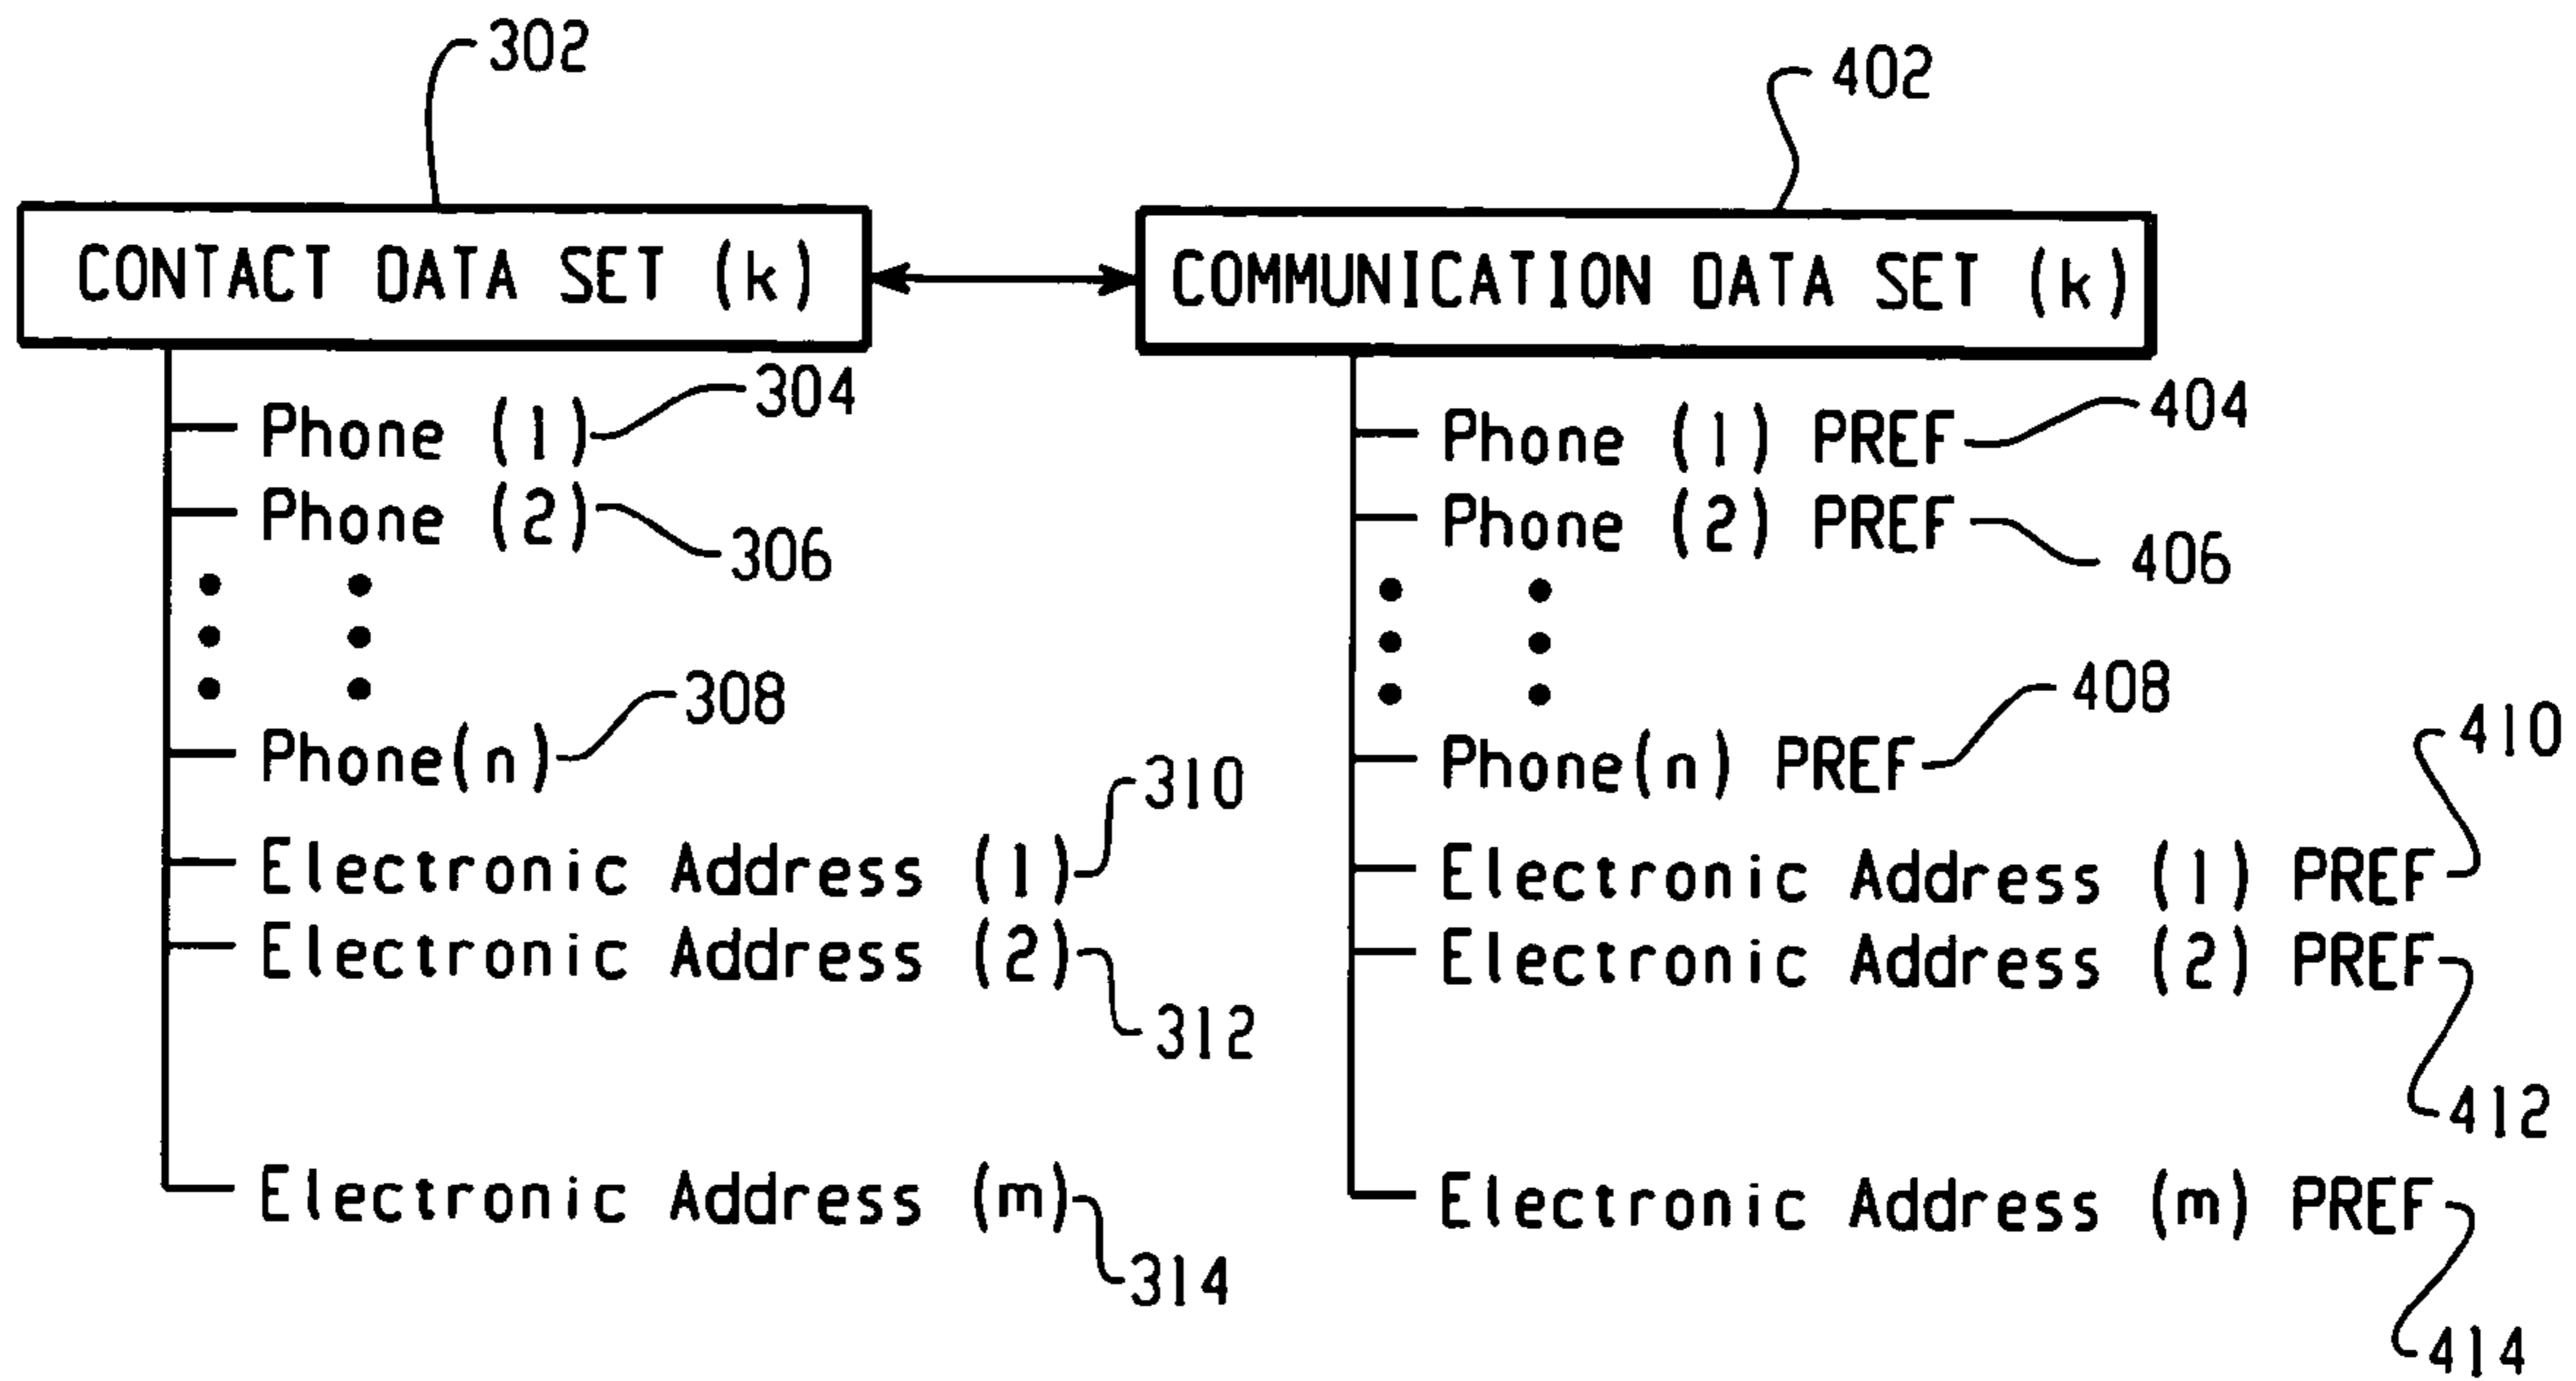 302
402
CONTACT DATA SET (k)
COMMUNICATION DATA SET (k)
Phone (1)
304
Phone (2)
306
Phone(n)
308
Electronic Address (1)
310
Electronic Address (2)
312
Electronic Address (m)
314
Phone (1) PREF
404
Phone (2) PREF
406
Phone(n) PREF
408
Electronic Address (1) PREF
410
Electronic Address (2) PREF
412
Electronic Address (m) PREF
414